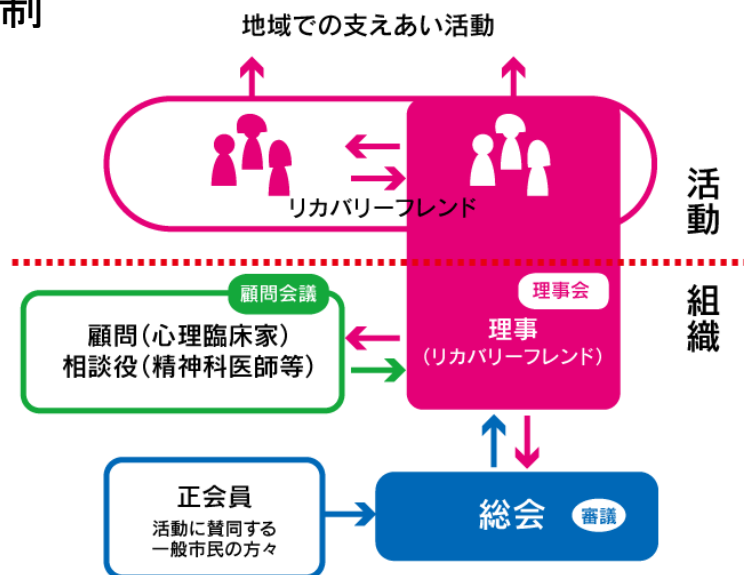 制
地域での支えあい活動
リカバリーフレンド
活動
顧問会議
顧問(心理臨床家)
相談役(精神科医師等)
理事会
理事
(リカバリーフレンド)
組織
正会員
活動に賛同する
一般市民の方々
総会
審議